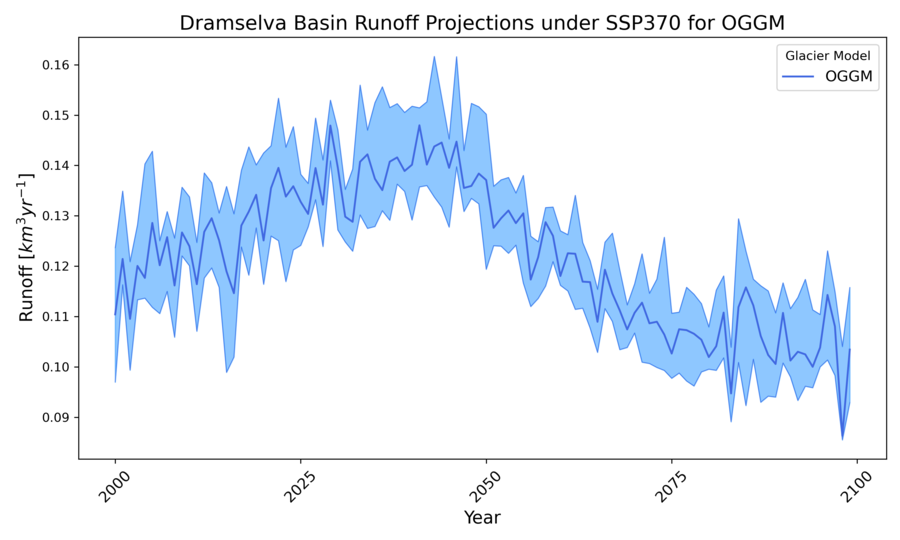 Dramselva Basin Runoff Projections under SSP370 for OGGM
Glacier Model
OGGM
Runoff [km³yr⁻¹]
0.16
0.15
0.14
0.13
0.12
0.11
0.10
0.09
2000
2025
2050
2075
2100
Year